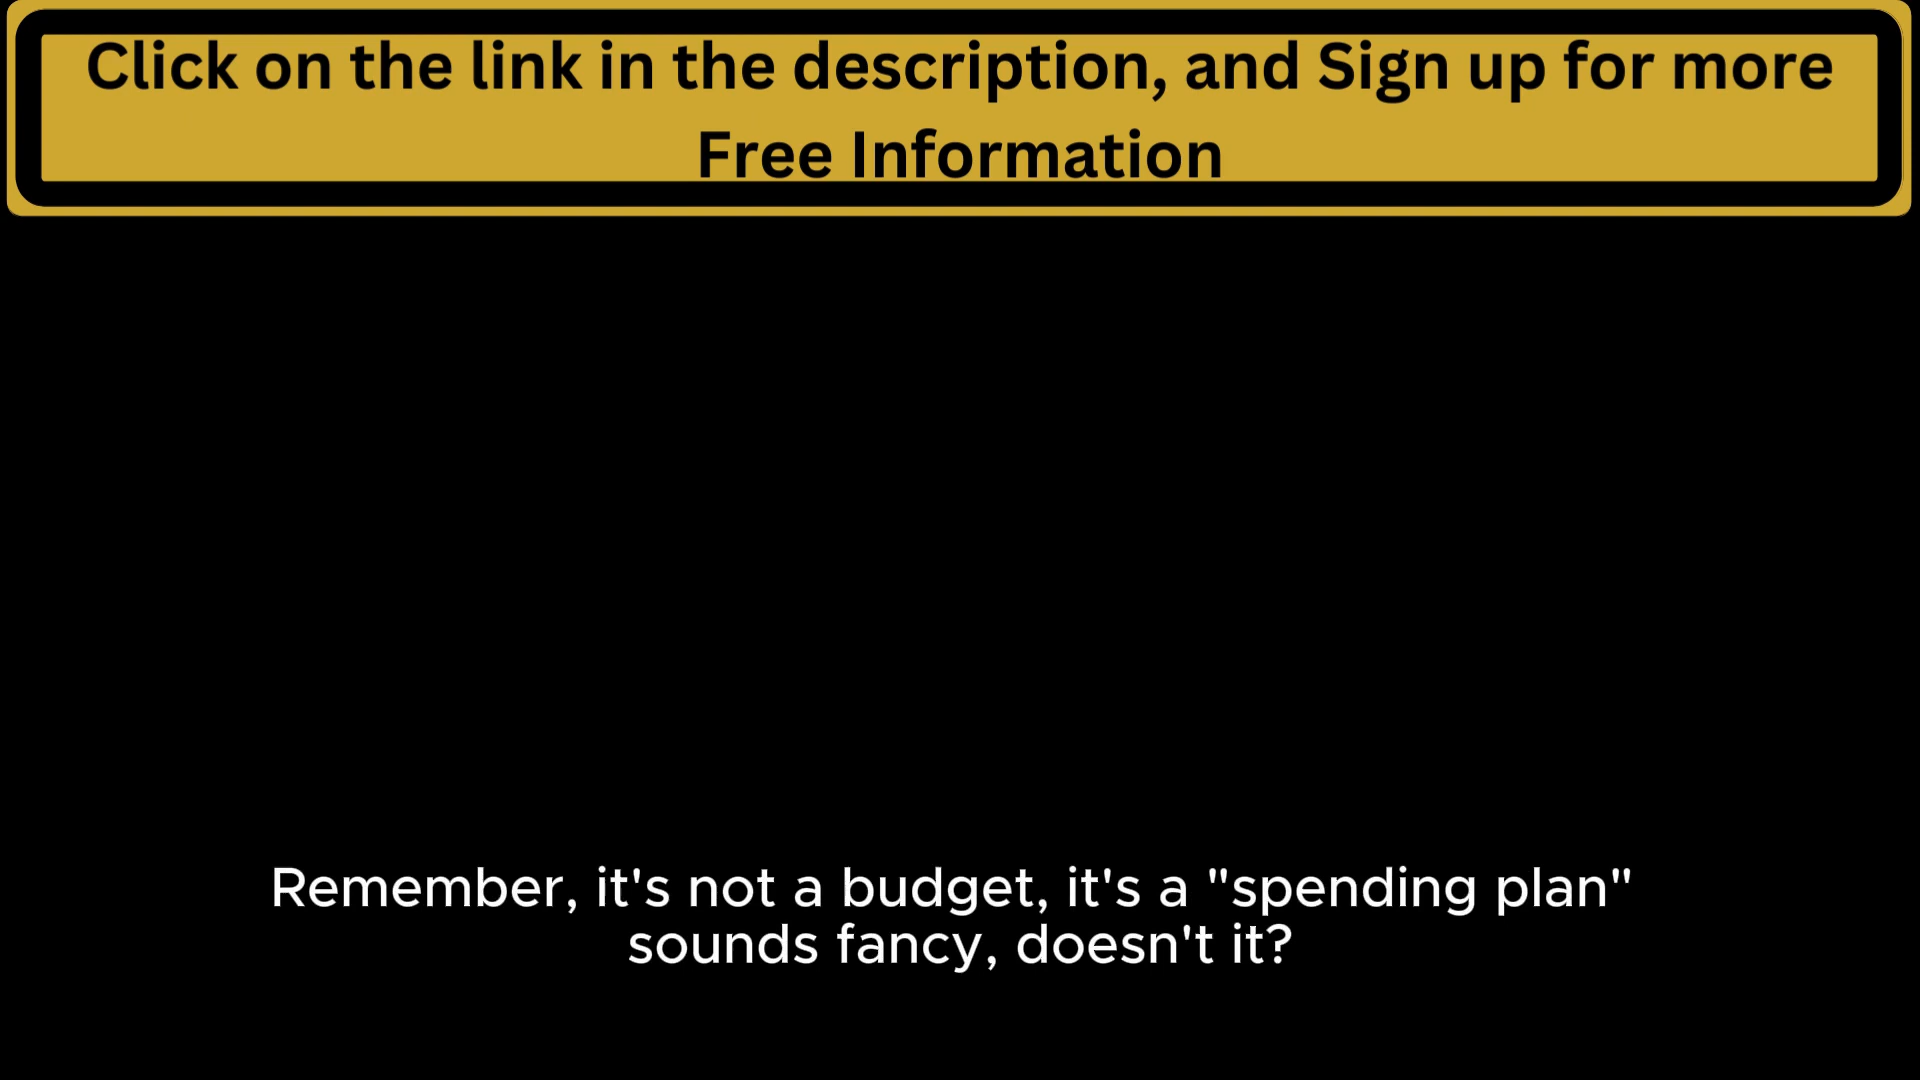 Click on the link in the description, and Sign up for more
Free Information
Remember, it's not a budget, it's a "spending plan"
sounds fancy, doesn't it?